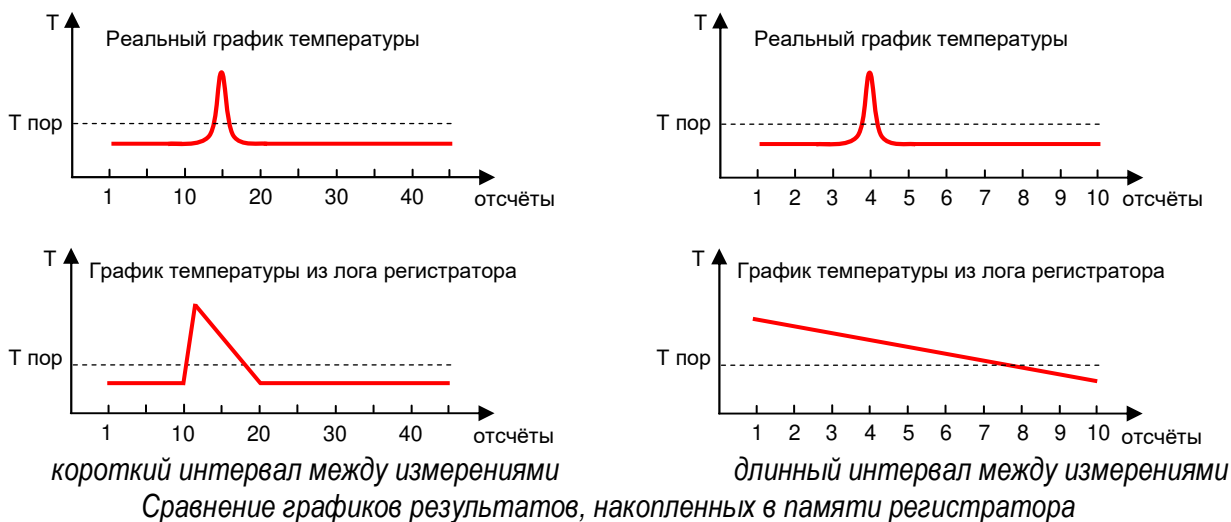 T
Реальный график температуры
T пор
1 10 20 30 40 отсчёты
T
Реальный график температуры
T пор
1 2 3 4 5 6 7 8 9 10 отсчёты
T
График температуры из лога регистратора
T пор
1 10 20 30 40 отсчёты
короткий интервал между измерениями
T
График температуры из лога регистратора
T пор
1 2 3 4 5 6 7 8 9 10 отсчёты
длинный интервал между измерениями
Сравнение графиков результатов, накопленных в памяти регистратора